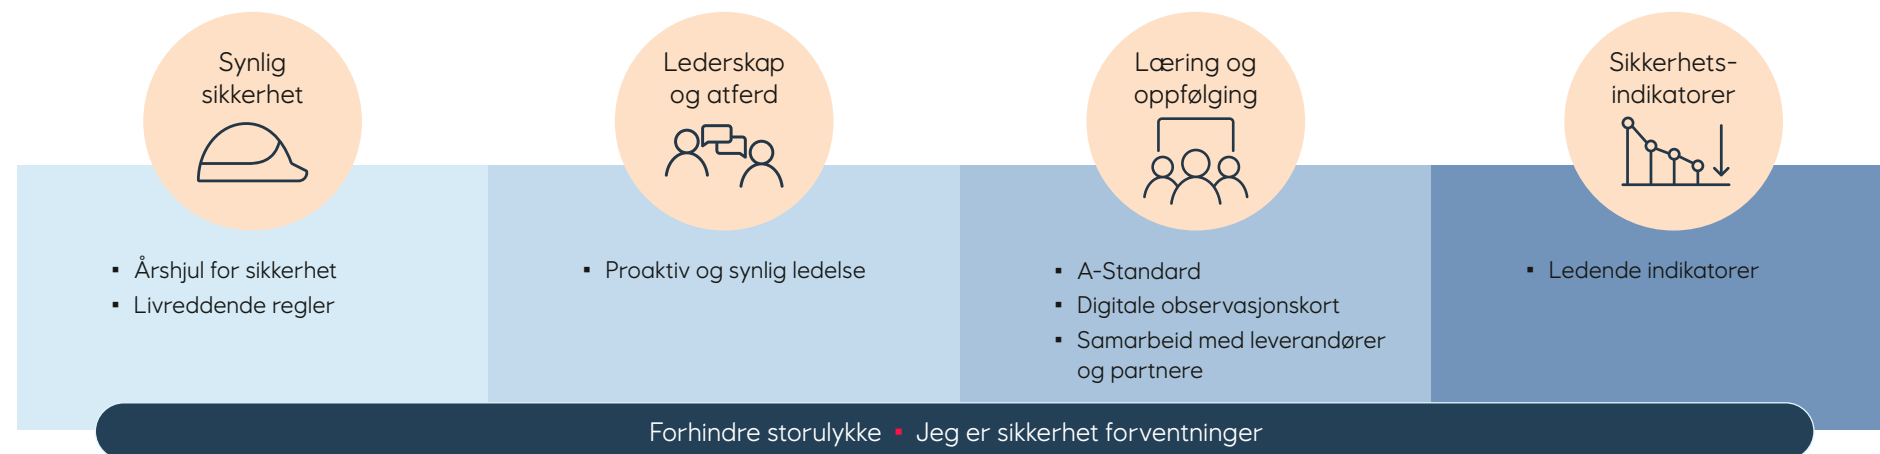 Synlig
sikkerhet
Lederskap
og atferd
Læring og
oppfølging
Sikkerhets-
indikatorer
▪ Årshjul for sikkerhet
▪ Livreddende regler
▪ Proaktiv og synlig ledelse
▪ A-Standard
▪ Digitale observasjonskort
▪ Samarbeid med leverandører
og partnere
▪ Ledende indikatorer
Forhindre storulykke ▪ Jeg er sikkerhet forventninger